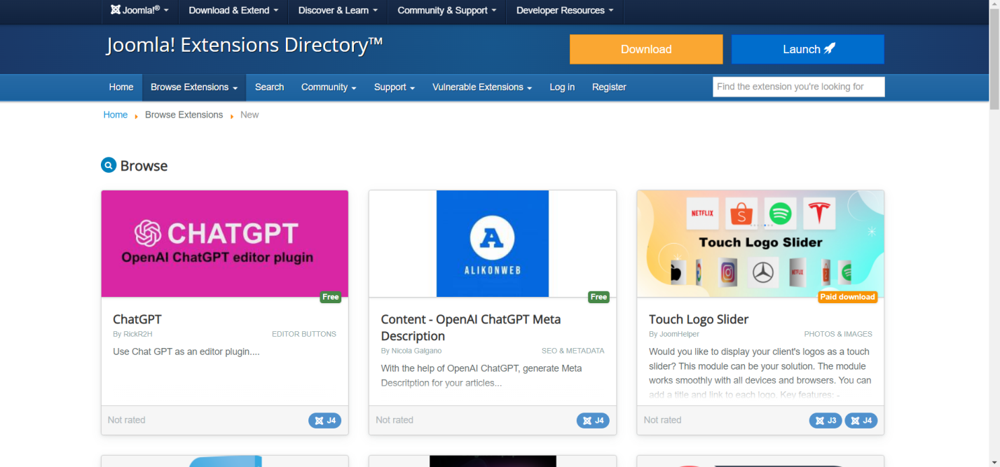 Joomla!® Download & Extend Discover & Learn Community & Support Developer Resources
Joomla! Extensions Directory™
Download
Launch
Home Browse Extensions Search Community Support Vulnerable Extensions Log in Register
Find the extension you're looking for
Home Browse Extensions New
Browse
CHATGPT
OpenAI ChatGPT editor plugin
Free
ChatGPT
By RickR2H EDITOR BUTTONS
Use Chat GPT as an editor plugin....
Not rated J4
A
ALIKONWEB
Free
Content - OpenAI ChatGPT Meta
Description
By Nicola Galgano SEO & METADATA
With the help of OpenAI ChatGPT, generate Meta
Descritption for your articles...
Not rated J4
NETFLIX
S
Touch Logo Slider
NETFLIX
Paid download
Touch Logo Slider
By JoomHelper PHOTOS & IMAGES
Would you like to display your client's logos as a touch
slider? This module can be your solution. The module
works smoothly with all devices and browsers. You can
add a title and link to each logo. Key features: -
Not rated J3 J4